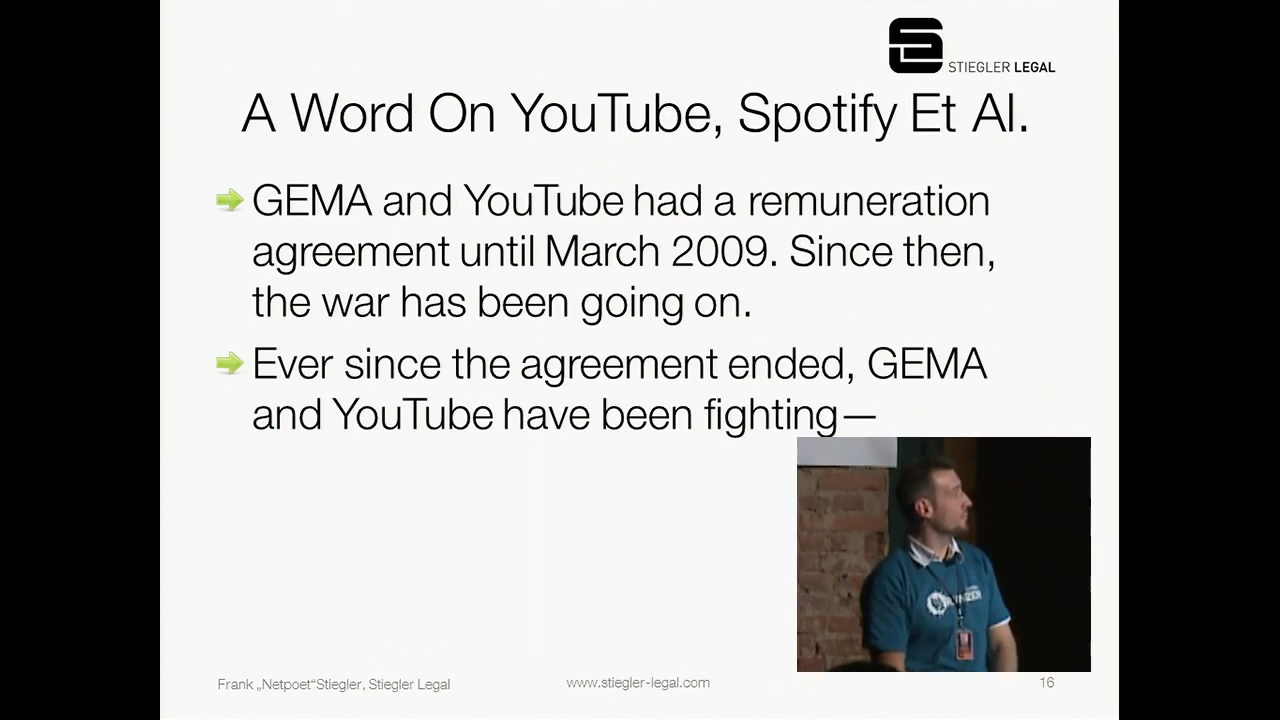 STIEGLER LEGAL
A Word On YouTube, Spotify Et Al.
GEMA and YouTube had a remuneration
agreement until March 2009. Since then,
the war has been going on.
Ever since the agreement ended, GEMA
and YouTube have been fighting—
Frank „Netpoet“Stiegler, Stiegler Legal
www.stiegler-legal.com
16